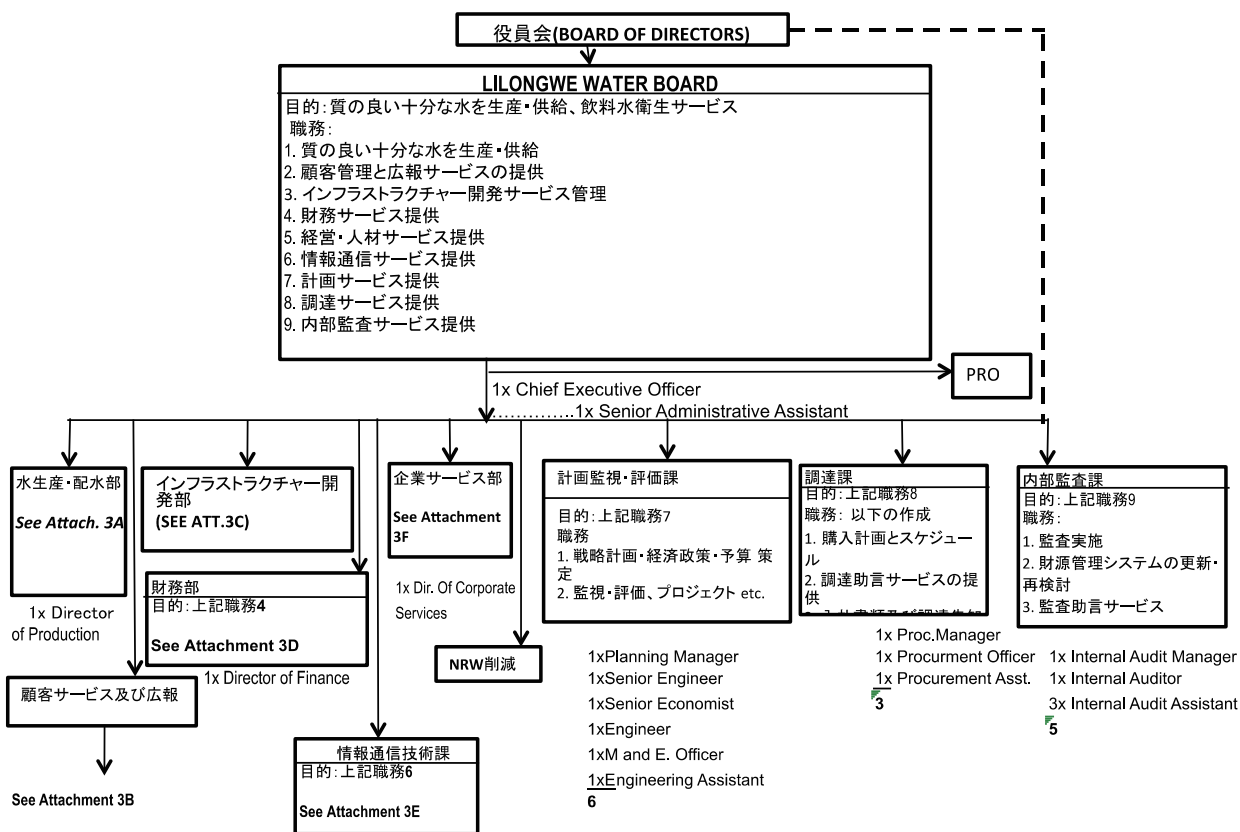 役員会(BOARD OF DIRECTORS)
LILONGWE WATER BOARD
目的:質の良い十分な水を生産・供給、飲料水衛生サービス
職務:
1. 質の良い十分な水を生産・供給
2. 顧客管理と広報サービスの提供
3. インフラストラクチャー開発サービス管理
4. 財務サービス提供
5. 経営・人材サービス提供
6. 情報通信サービス提供
7. 計画サービス提供
8. 調達サービス提供
9. 内部監査サービス提供
PRO
1x Chief Executive Officer
.............1x Senior Administrative Assistant
水生産・配水部
See Attach. 3A
1x Director
of Production
インフラストラクチャー開
発部
(SEE ATT.3C)
財務部
目的:上記職務4
See Attachment 3D
1x Director of Finance
顧客サービス及び広報
See Attachment 3B
情報通信技術課
目的:上記職務6
See Attachment 3E
企業サービス部
See Attachment
3F
1x Dir. Of Corporate
Services
NRW削減
計画監視・評価課
目的:上記職務7
職務
1. 戦略計画・経済政策・予算 策
定
2. 監視・評価、プロジェクト etc.
1xPlanning Manager
1xSenior Engineer
1xSenior Economist
1xEngineer
1xM and E. Officer
1xEngineering Assistant
6
調達課
目的:上記職務8
職務: 以下の作成
1. 購入計画とスケジュー
ル
2. 調達助言サービスの提
供
1x Proc.Manager
1x Procurment Officer
1x Procurement Asst.
3
内部監査課
目的:上記職務9
職務:
1. 監査実施
2. 財源管理システムの更新・
再検討
3. 監査助言サービス
1x Internal Audit Manager
1x Internal Auditor
3x Internal Audit Assistant
5